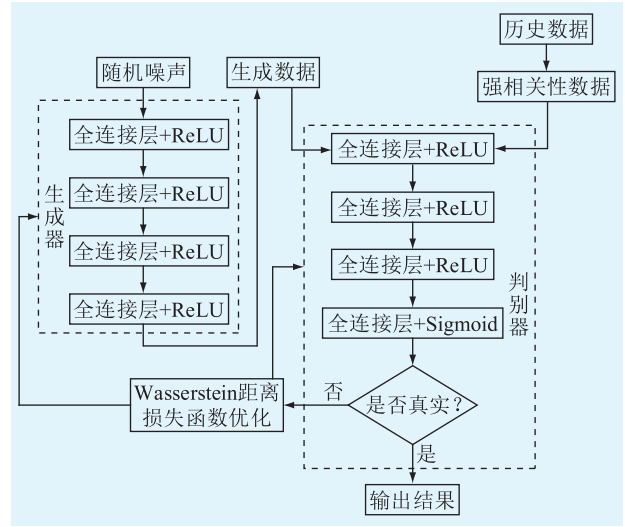 历史数据
随机噪声
生成数据
强相关性数据
生成器
全连接层+ReLU
全连接层+ReLU
全连接层+ReLU
全连接层+ReLU
全连接层+ReLU
全连接层+ReLU
全连接层+ReLU
全连接层+Sigmoid
判别器
Wasserstein距离
损失函数优化
否
是否真实？
是
输出结果